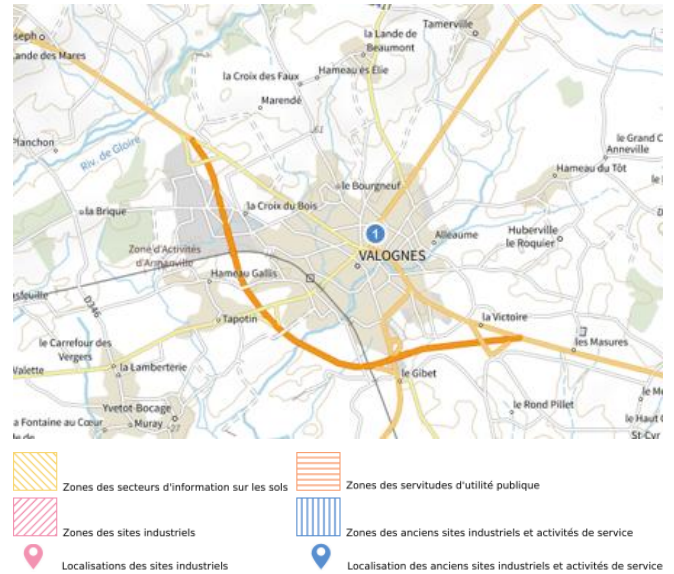 seph
Tamerville
la Lande de
Beaumont
ande des Mares
Hameau ès Elie
la Croix des Faux
Marendé
Planchon
Riv. de Gloire
le Grand C
Anneville
Hameau du Tôt
le Bourgneuf
la Brique
la Croix du Bois
1
Alleaume
Huberville
le Roquier
Zone d'Activités
d'Armanville
VALOGNES
Hameau Gallis
D346
Tapotin
la Victoire
les Masures
le Carrefour des
Vergers
Valette
la Lamberterie
le Gibet
Yvetot-Bocage
le Rond Pillet
a Fontaine au Cœur
Muray
le Haut
St-Cyr
Zones des secteurs d'information sur les sols
Zones des servitudes d'utilité publique
Zones des sites industriels
Zones des anciens sites industriels et activités de service
Localisations des sites industriels
Localisation des anciens sites industriels et activités de service